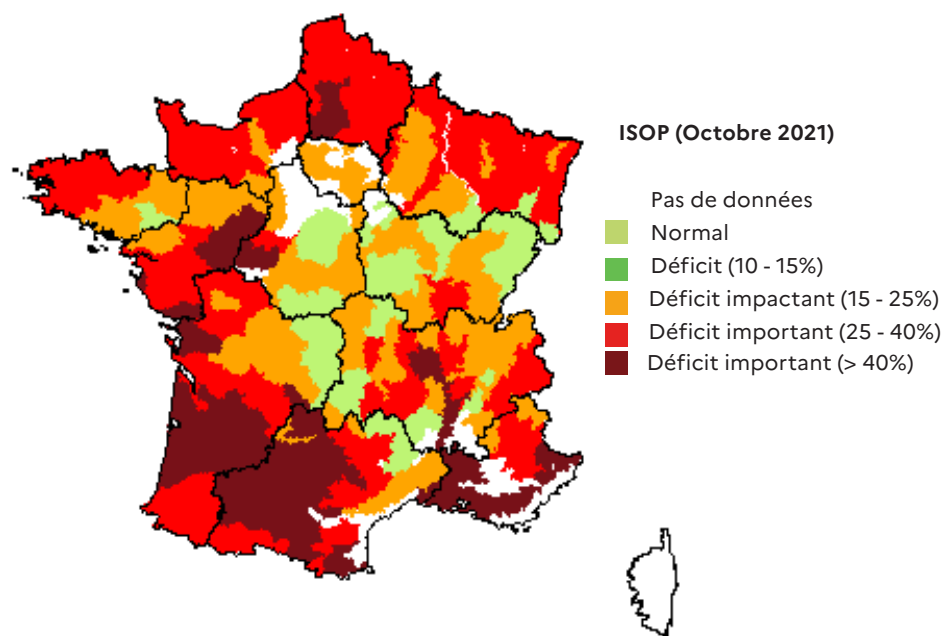 ISOP (Octobre 2021)
Pas de données
Normal
Déficit (10 - 15%)
Déficit impactant (15 - 25%)
Déficit important (25 - 40%)
Déficit important (> 40%)